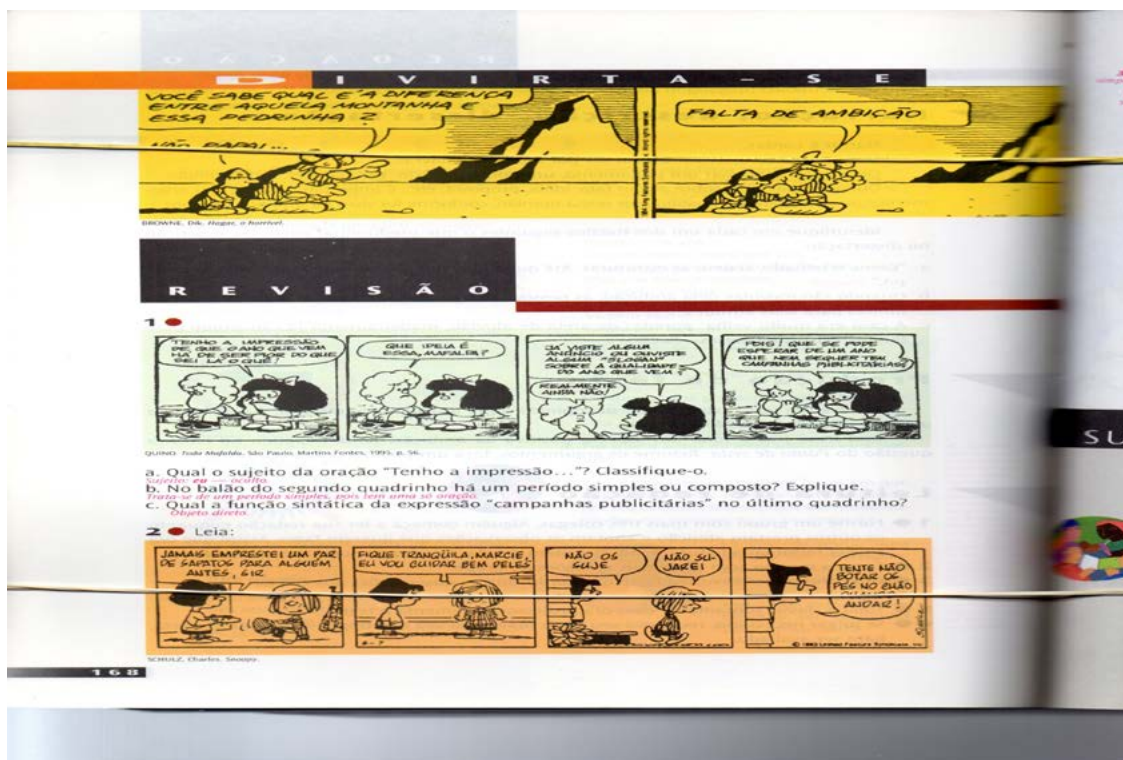 DIVIRTA-SE
VOCÊ SABE QUAL É A DIFERENÇA
ENTRE AQUELA MONTANHA E
ESSA PEDRINHA?
NÃO PAPAI...
FALTA DE AMBIÇÃO
BROWNE, Dik. Hagar, o horrível.
REVISÃO
1
TENHO A IMPRESSÃO
DE QUE O ANO QUE VEM
HÁ DE SER PIOR DO QUE
SEI LÁ O QUÊ!
QUE IDEIA É
ESSA, MAFALDA?
JÁ VISTE ALGUM
ANÚNCIO OU OUVISTE
ALGUM "SLOGAN"
SOBRE A QUALIDADE
DO ANO QUE VEM?
REALMENTE
AINDA NÃO!
POIS! QUE SE PODE
ESPERAR DE UM ANO
QUE NEM SEQUER TEM
CAMPANHAS PUBLICITÁRIAS?
QUINO. Toda Mafalda. São Paulo, Martins Fontes, 1995. p. 56.
a. Qual o sujeito da oração "Tenho a impressão..."? Classifique-o.
Sujeito: eu — oculto.
b. No balão do segundo quadrinho há um período simples ou composto? Explique.
Trata-se de um período simples, pois tem uma só oração.
c. Qual a função sintática da expressão "campanhas publicitárias" no último quadrinho?
Objeto direto.
2 Leia:
JAMAIS EMPRESTEI UM PAR
DE SAPATOS PARA ALGUÉM
ANTES, SIR
FIQUE TRANQÜILA, MARCIE,
EU VOU CUIDAR BEM DELES
NÃO OS
SUJE
NÃO SU-
JAREI
TENTE NÃO
BOTAR OS
PÉS NO CHÃO
QUANDO
ANDAR!
SCHULZ, Charles. Snoopy.
168
SU